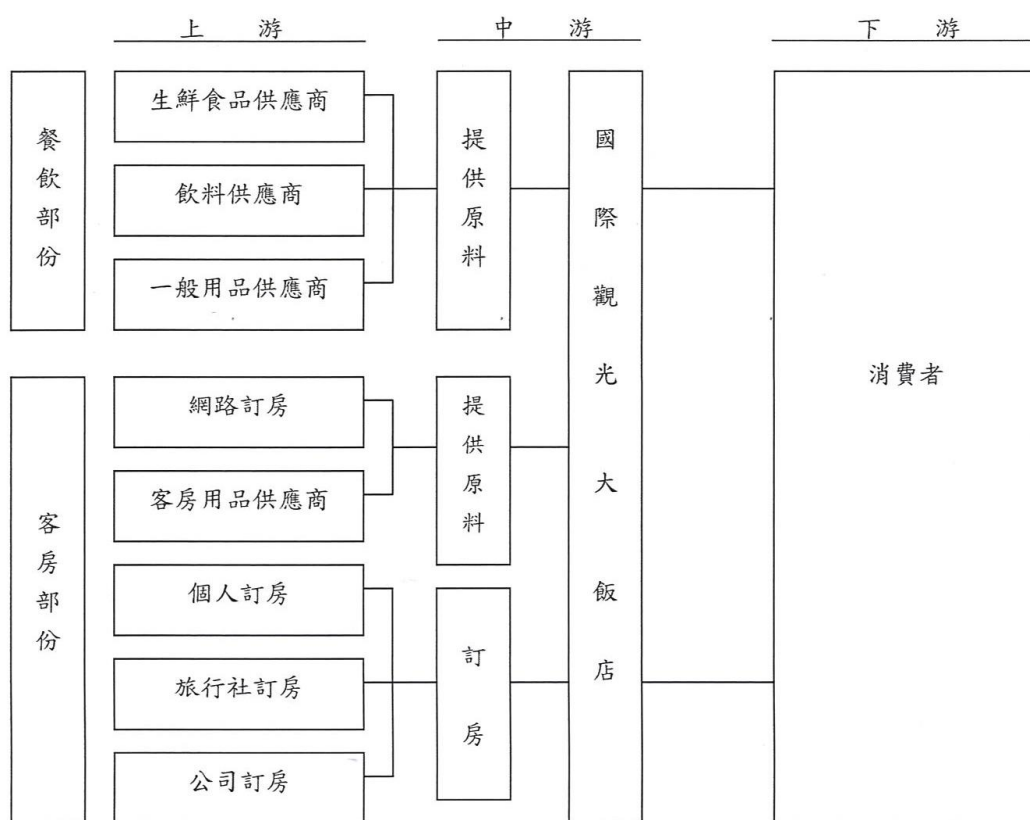 上游
中游
下游
餐飲部份
生鮮食品供應商
飲料供應商
一般用品供應商
提供原料
國際觀光大飯店
消費者
客房部份
網路訂房
客房用品供應商
提供原料
個人訂房
旅行社訂房
公司訂房
訂房